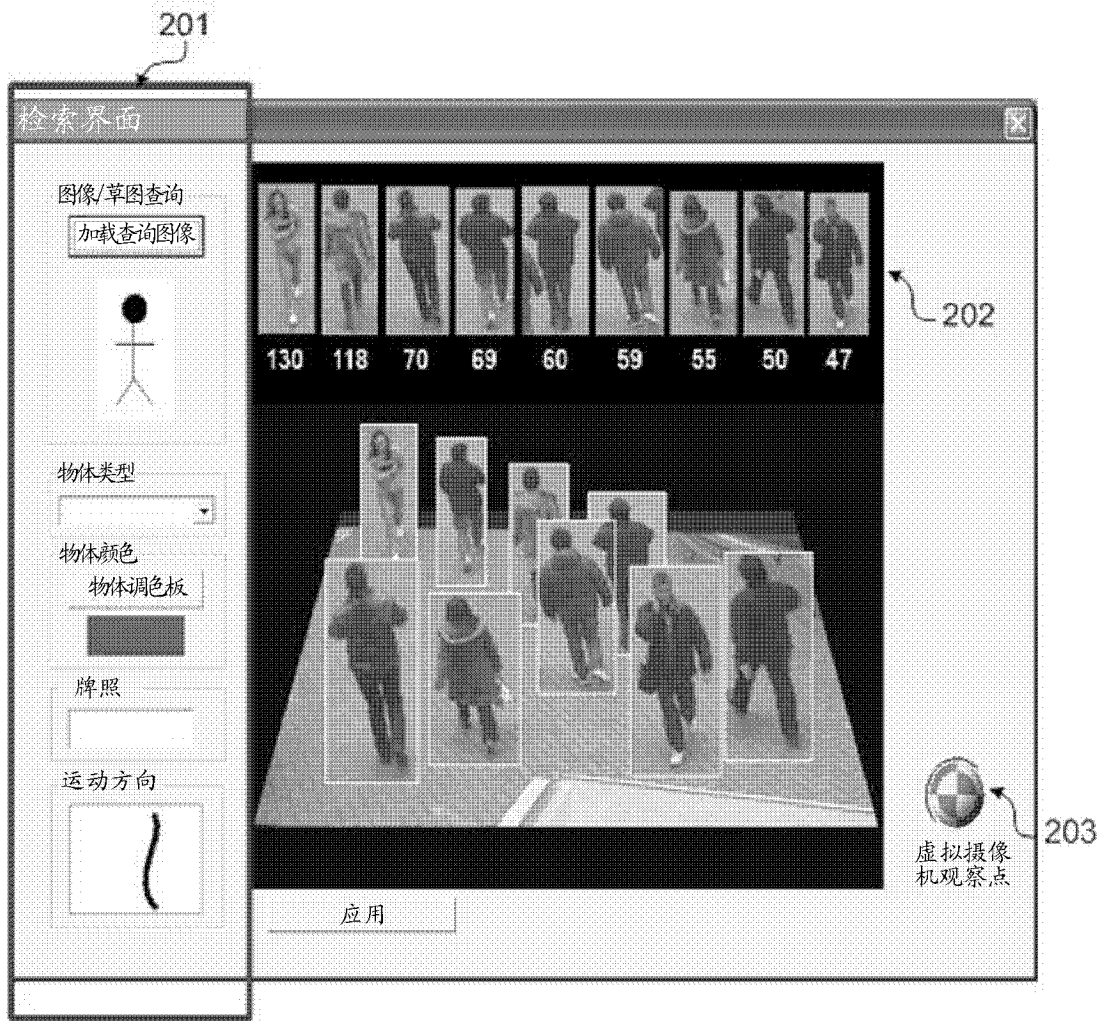 201
检索界面
图像/草图查询
加载查询图像
130 118 70 69 60 59 55 50 47
202
物体类型
物体颜色
物体调色板
牌照
运动方向
203
虚拟摄像
机观察点
应用